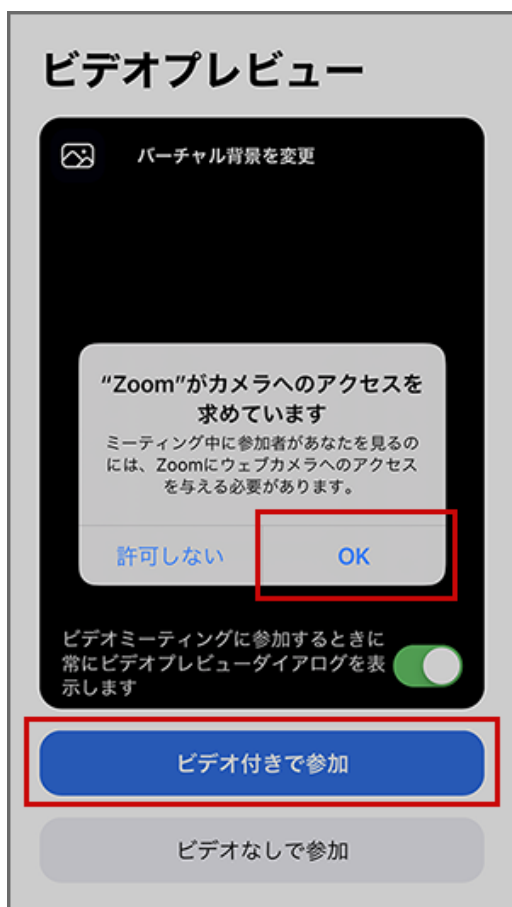 ビデオプレビュー
バーチャル背景を変更
“Zoom”がカメラへのアクセスを
求めています
ミーティング中に参加者があなたを見るの
には、Zoomにウェブカメラへのアクセス
を与える必要があります。
許可しない
OK
ビデオミーティングに参加するときに
常にビデオプレビューダイアログを表
示します
ビデオ付きで参加
ビデオなしで参加